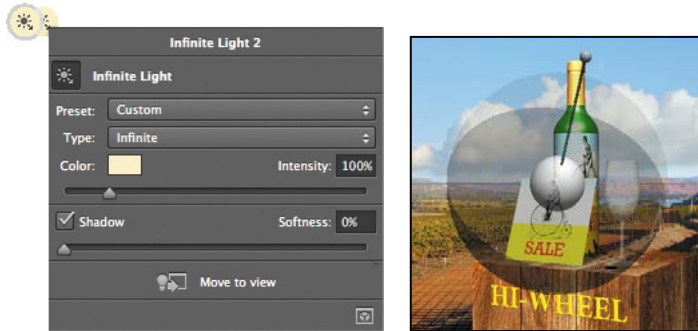 Infinite Light 2
Infinite Light
Preset: Custom
Type: Infinite
Color: Intensity: 100%
Shadow Softness: 0%
Move to view
SALE
HI-WHEEL